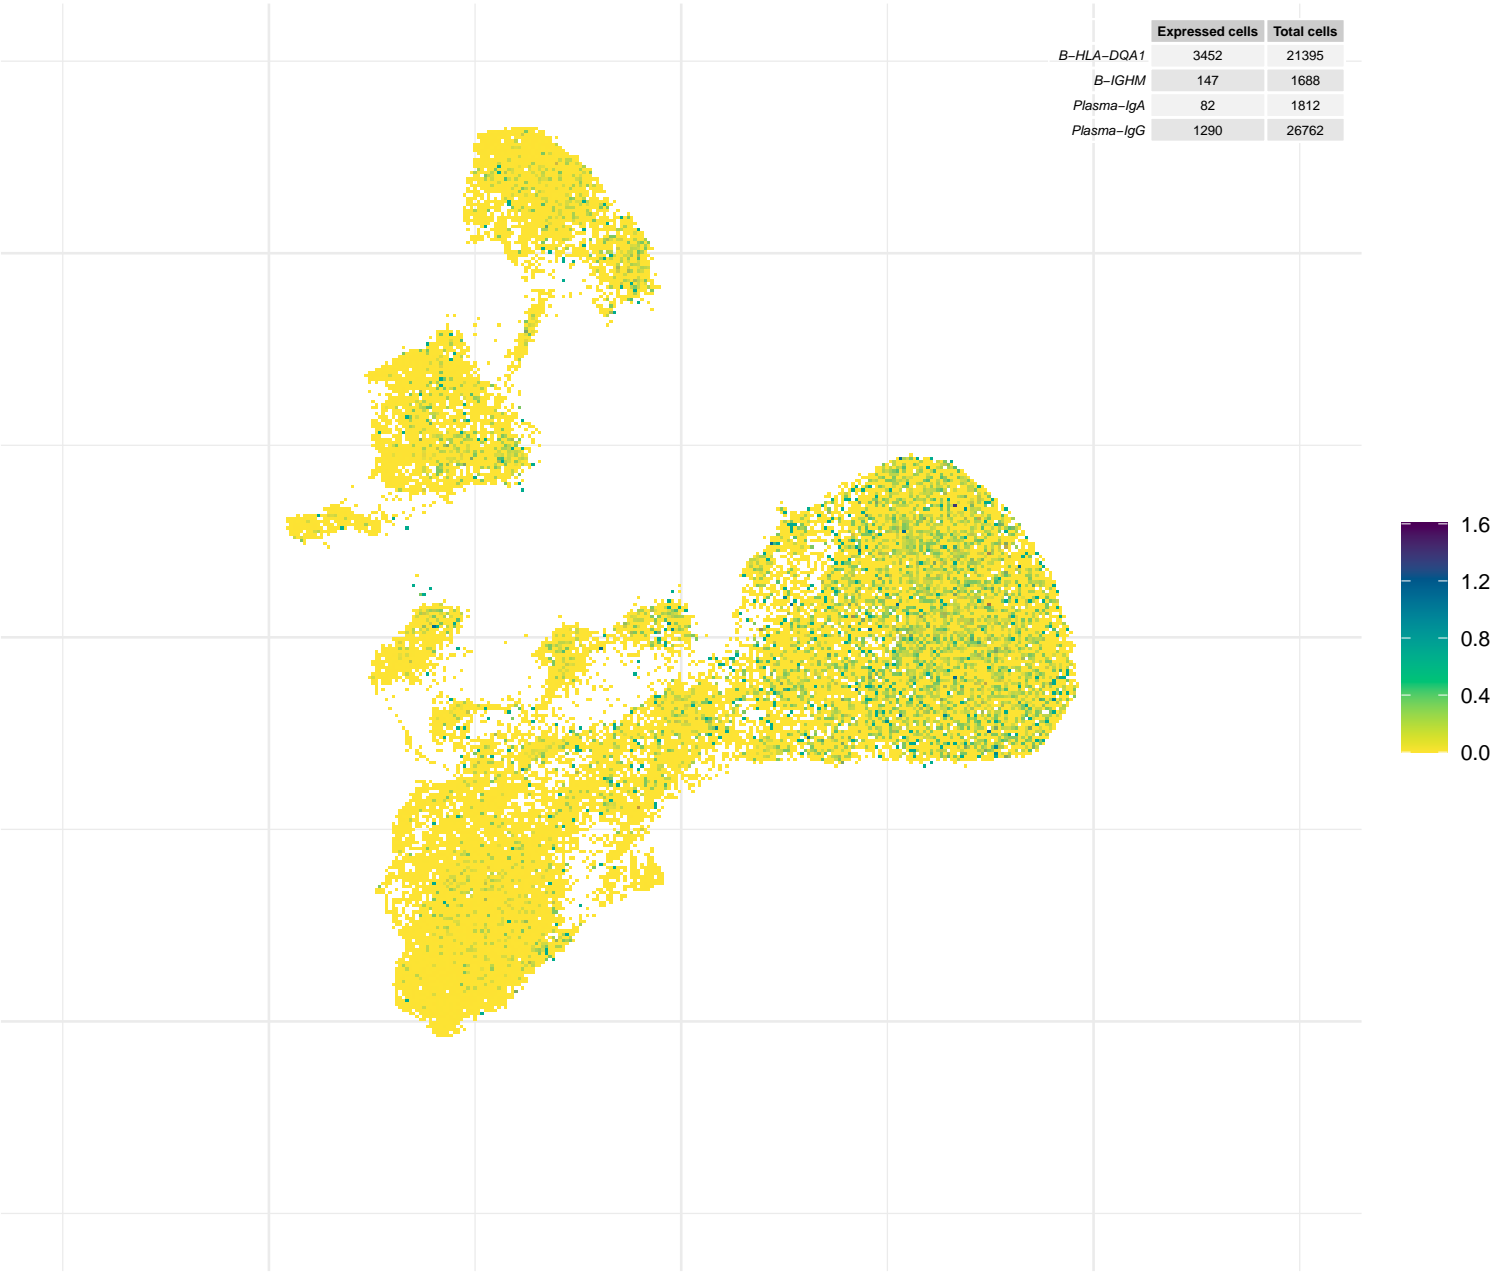 Expressed cells Total cells
B−HLA−DQA1 3452 21395
B−IGHM 147 1688
Plasma−IgA 82 1812
Plasma−IgG 1290 26762
1.6
1.2
0.8
0.4
0.0